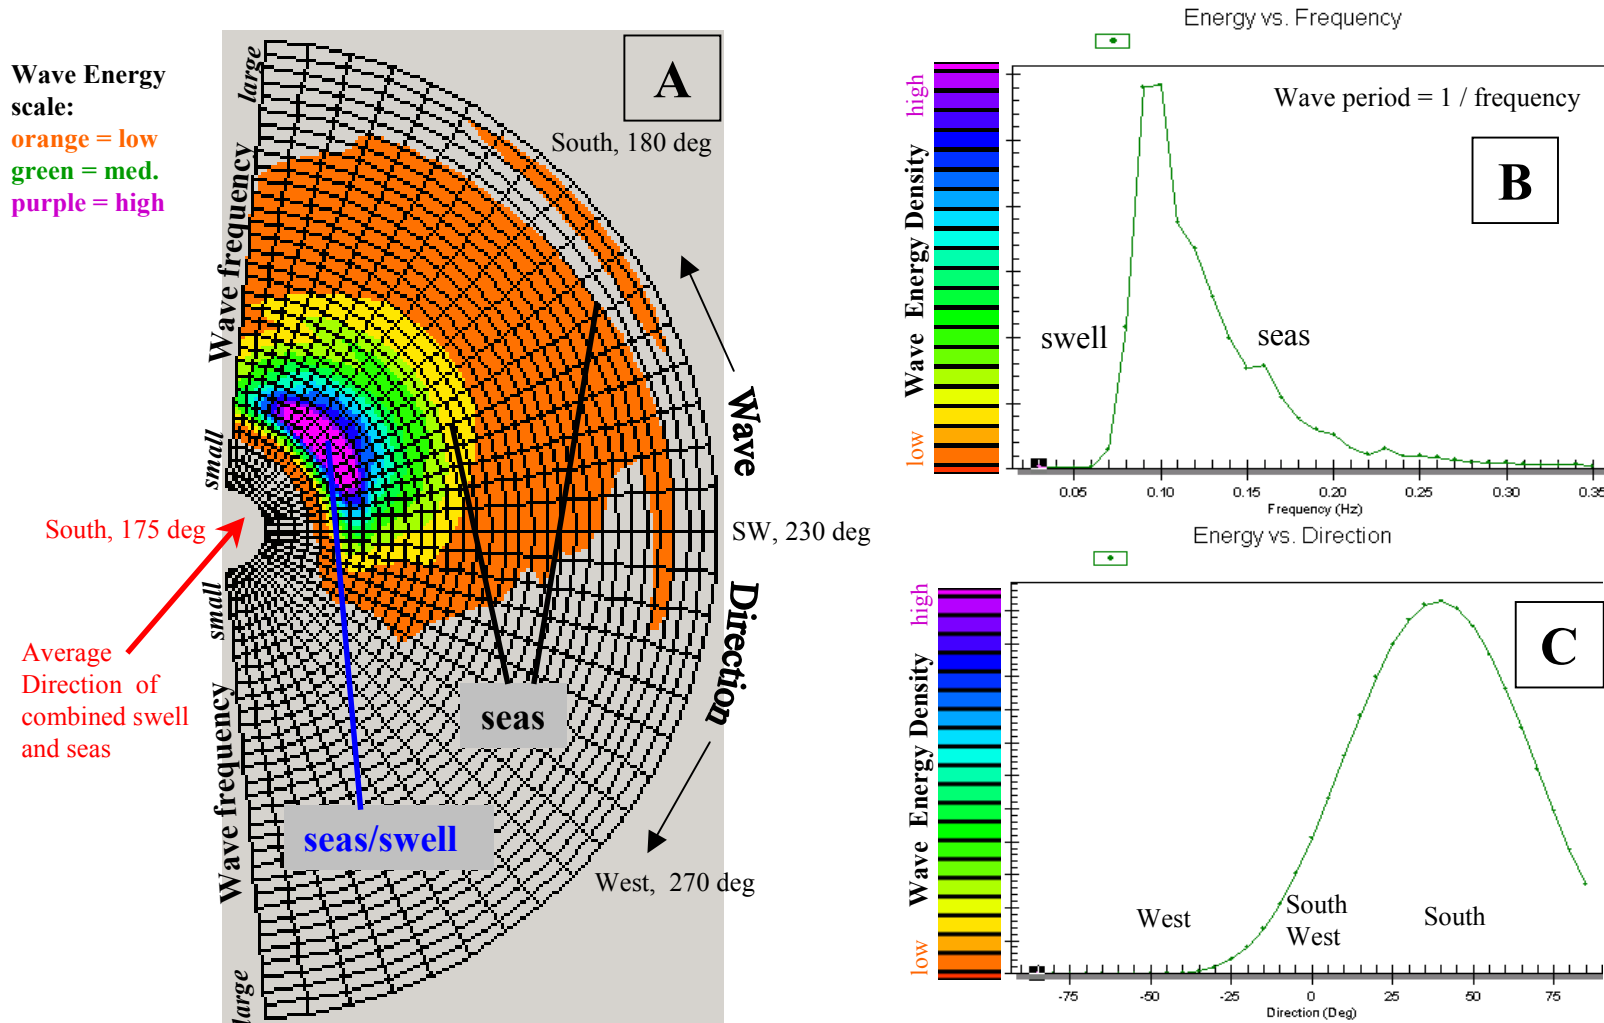 Wave Energy
scale:
orange = low
green = med.
purple = high
A
large
Wave frequency
small
South, 180 deg
Wave
Direction
South, 175 deg
SW, 230 deg
small
Wave frequency
large
Average
Direction of
combined swell
and seas
seas
seas/swell
West, 270 deg
Energy vs. Frequency
high
Wave Energy Density
low
Wave period = 1 / frequency
B
swell
seas
0.05 0.10 0.15 0.20 0.25 0.30 0.35
Frequency (Hz)
Energy vs. Direction
high
Wave Energy Density
low
C
West
South
West
South
-75 -50 -25 0 25 50 75
Direction (Deg)